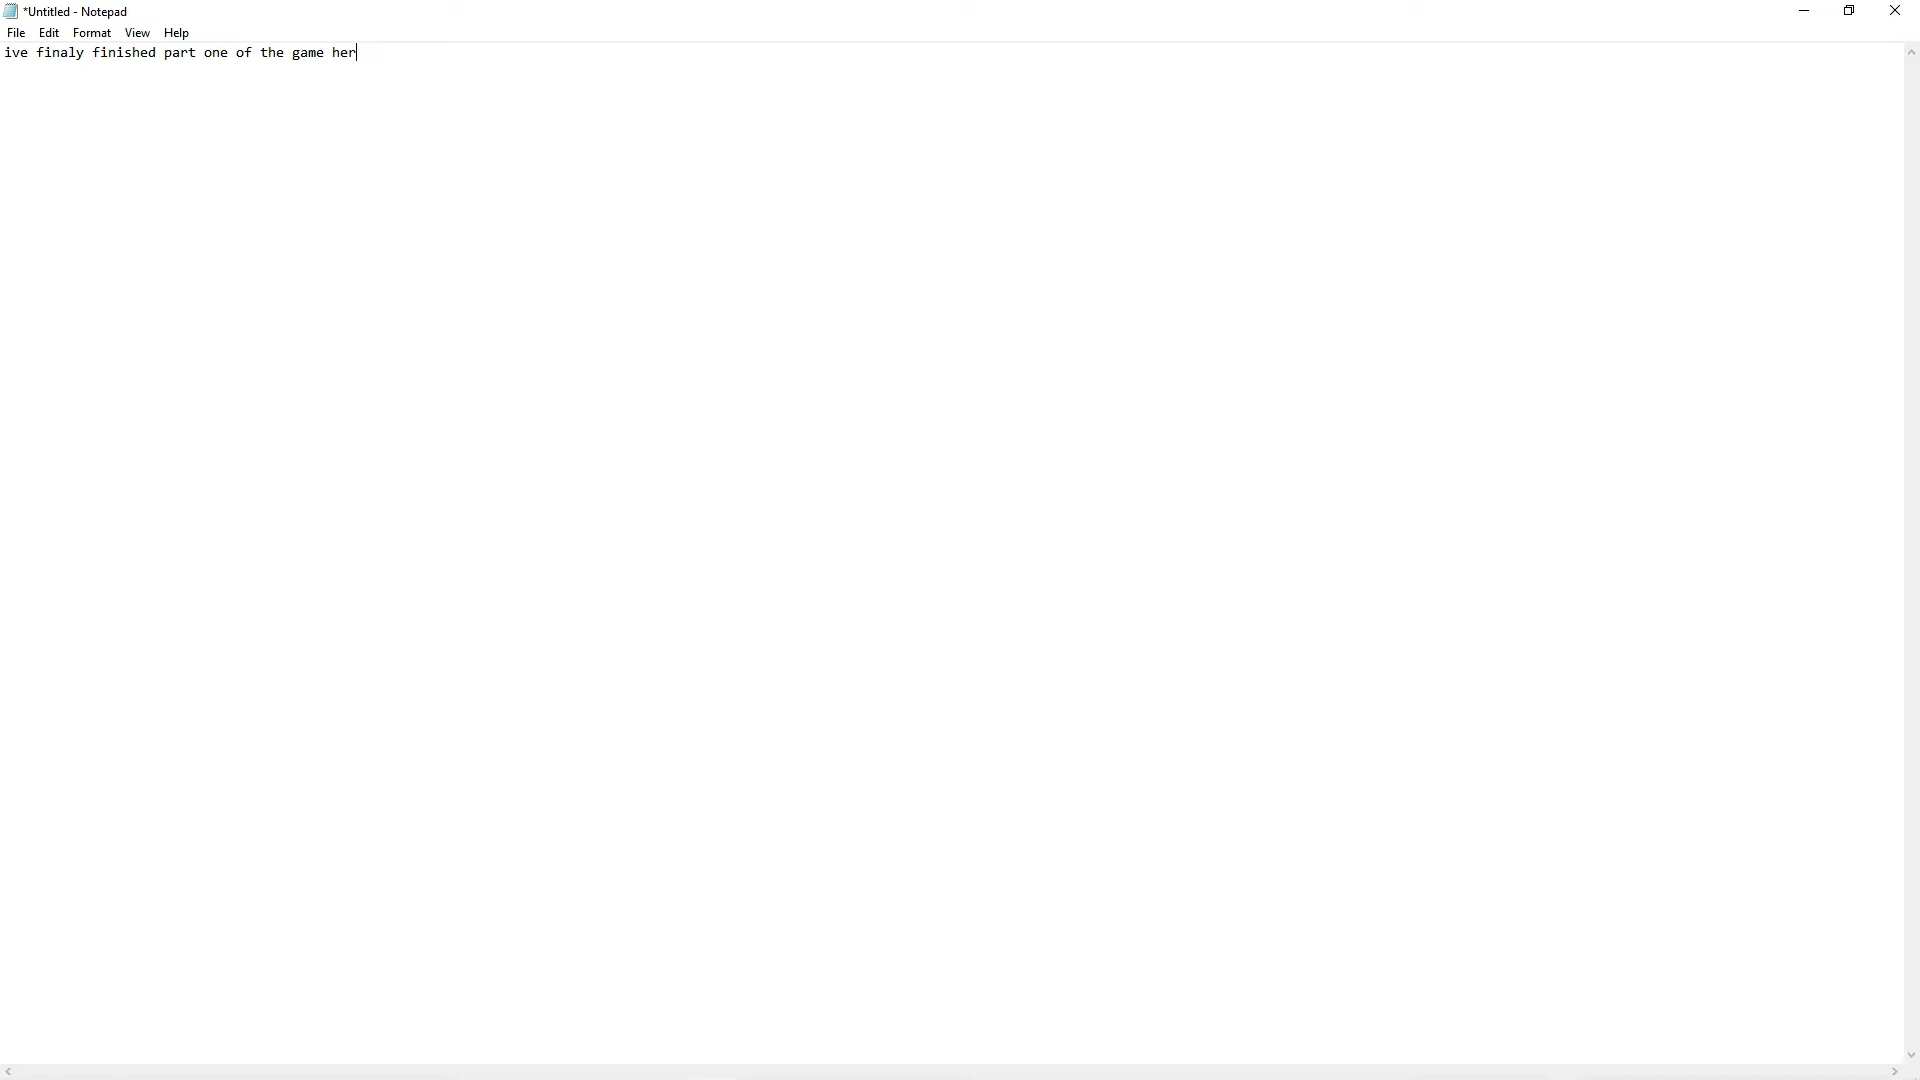 *Untitled - Notepad
File Edit Format View Help
ive finaly finished part one of the game her